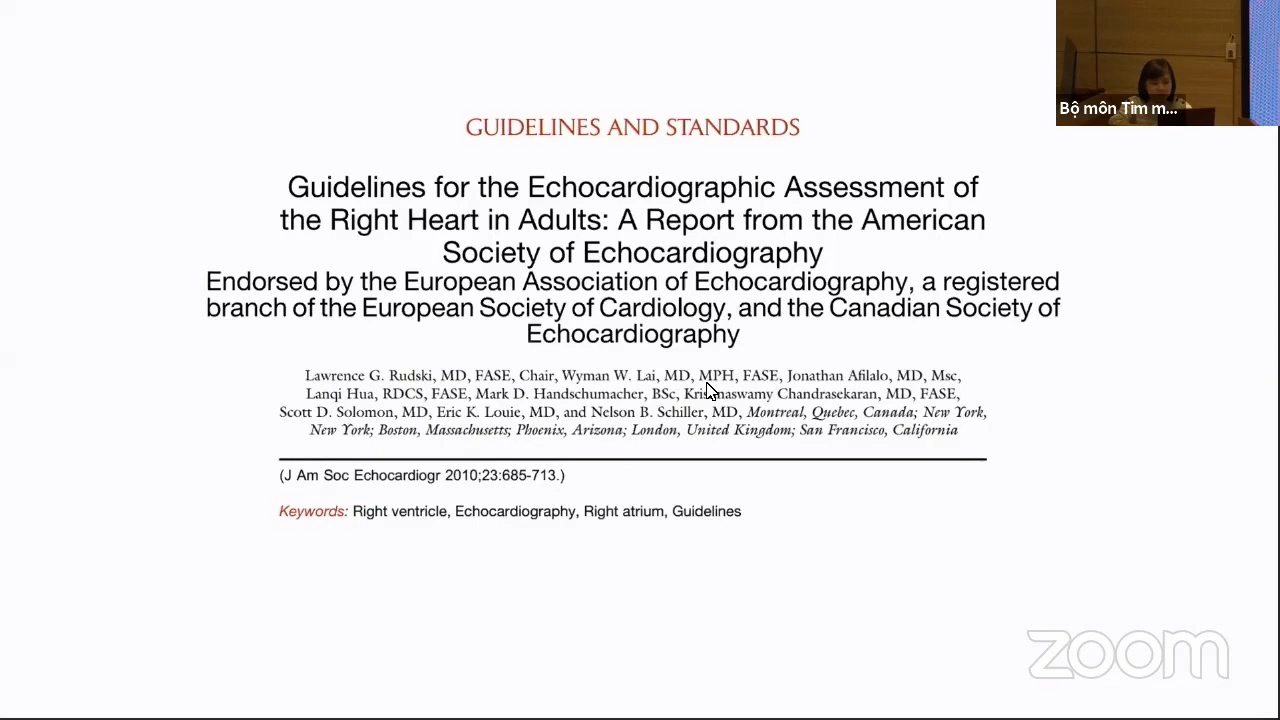 Bộ môn Tim m...
GUIDELINES AND STANDARDS
Guidelines for the Echocardiographic Assessment of
the Right Heart in Adults: A Report from the American
Society of Echocardiography
Endorsed by the European Association of Echocardiography, a registered
branch of the European Society of Cardiology, and the Canadian Society of
Echocardiography
Lawrence G. Rudski, MD, FASE, Chair, Wyman W. Lai, MD, MPH, FASE, Jonathan Afilalo, MD, Msc,
Lanqi Hua, RDCS, FASE, Mark D. Handschumacher, BSc, Krishnaswamy Chandrasekaran, MD, FASE,
Scott D. Solomon, MD, Eric K. Louie, MD, and Nelson B. Schiller, MD, Montreal, Quebec, Canada; New York,
New York; Boston, Massachusetts; Phoenix, Arizona; London, United Kingdom; San Francisco, California
(J Am Soc Echocardiogr 2010;23:685-713.)
Keywords: Right ventricle, Echocardiography, Right atrium, Guidelines
zoom